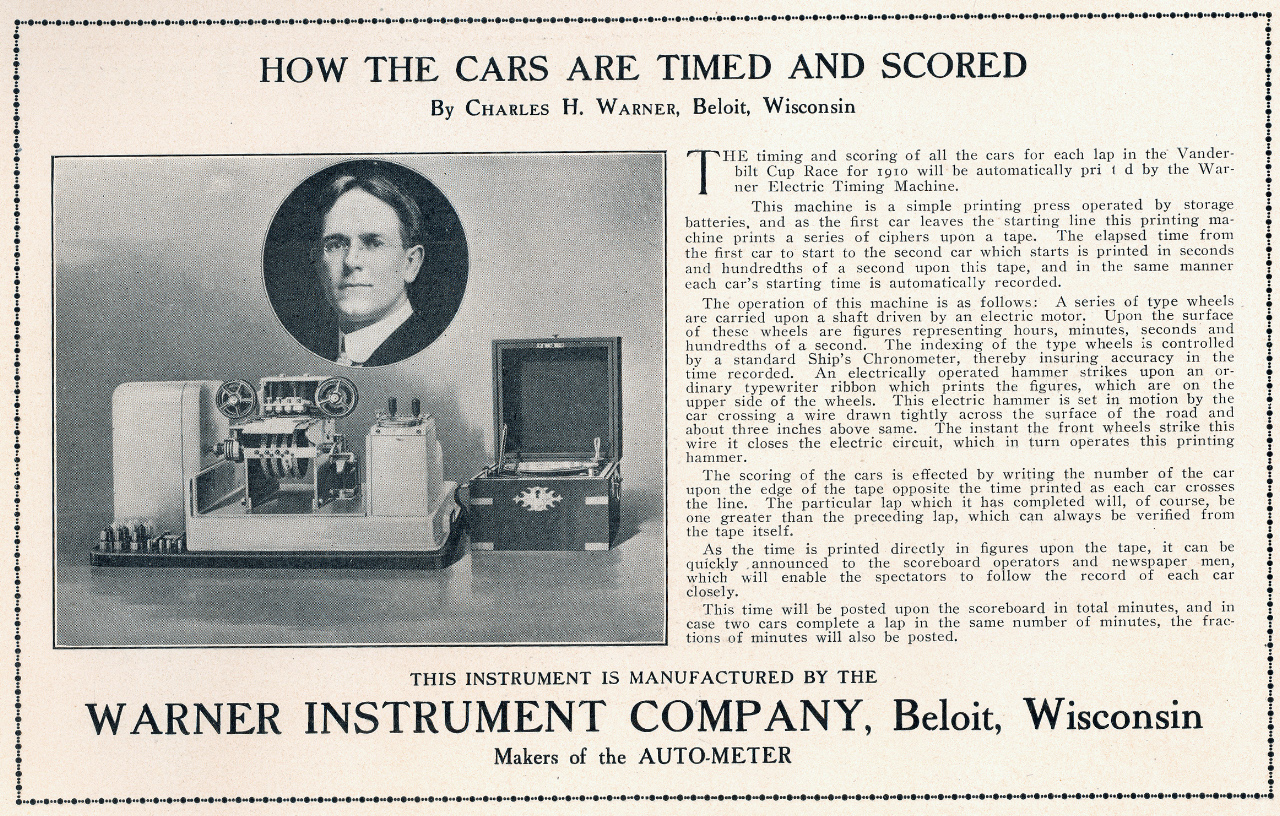 HOW THE CARS ARE TIMED AND SCORED
By CHARLES H. WARNER, Beloit, Wisconsin
THE timing and scoring of all the cars for each lap in the Vander-
bilt Cup Race for 1910 will be automatically pri t d by the War-
ner Electric Timing Machine.
This machine is a simple printing press operated by storage
batteries, and as the first car leaves the starting line this printing ma-
chine prints a series of ciphers upon a tape. The elapsed time from
the first car to start to the second car which starts is printed in seconds
and hundredths of a second upon this tape, and in the same manner
each car's starting time is automatically recorded.
The operation of this machine is as follows: A series of type wheels
are carried upon a shaft driven by an electric motor. Upon the surface
of these wheels are figures representing hours, minutes, seconds and
hundredths of a second. The indexing of the type wheels is controlled
by a standard Ship's Chronometer, thereby insuring accuracy in the
time recorded. An electrically operated hammer strikes upon an or-
dinary typewriter ribbon which prints the figures, which are on the
upper side of the wheels. This electric hammer is set in motion by the
car crossing a wire drawn tightly across the surface of the road and
about three inches above same. The instant the front wheels strike this
wire it closes the electric circuit, which in turn operates this printing
hammer.
The scoring of the cars is effected by writing the number of the car
upon the edge of the tape opposite the time printed as each car crosses
the line. The particular lap which it has completed will, of course, be
one greater than the preceding lap, which can always be verified from
the tape itself.
As the time is printed directly in figures upon the tape, it can be
quickly announced to the scoreboard operators and newspaper men,
which will enable the spectators to follow the record of each car
closely.
This time will be posted upon the scoreboard in total minutes, and in
case two cars complete a lap in the same number of minutes, the frac-
tions of minutes will also be posted.
THIS INSTRUMENT IS MANUFACTURED BY THE
WARNER INSTRUMENT COMPANY, Beloit, Wisconsin
Makers of the AUTO-METER